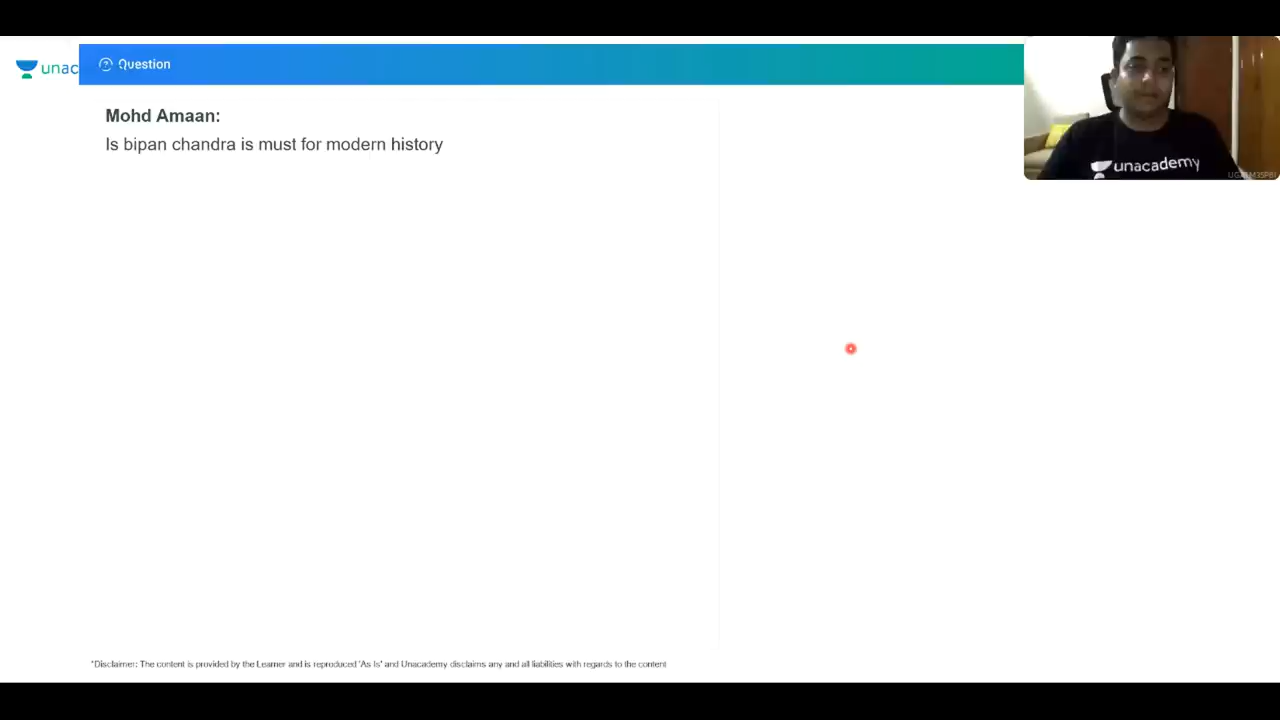 unac
Question
Mohd Amaan:
Is bipan chandra is must for modern history
unacademy
*Disclaimer: The content is provided by the Learner and is reproduced 'As Is' and Unacademy disclaims any and all liabilities with regards to the content